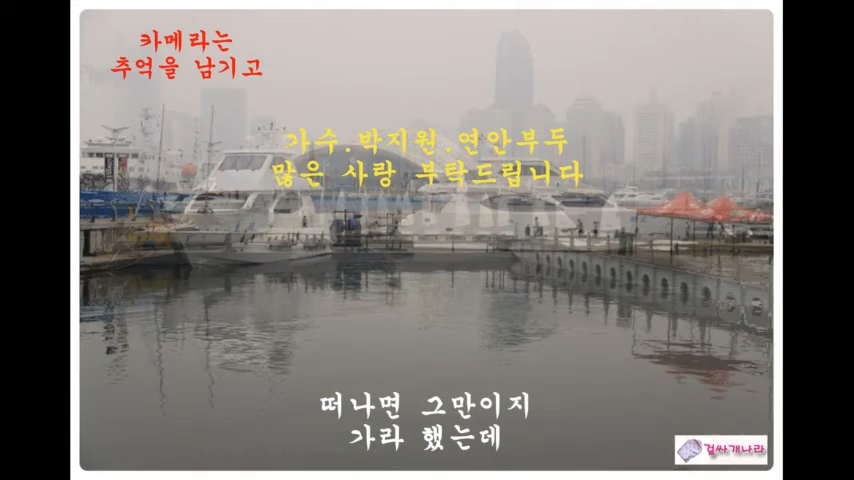 카메라는
추억을 남기고
가수.박지원.연안부두
많은 사랑 부탁드립니다
떠나면 그만이지
가라 했는데
겁싸개나라